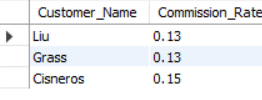 Customer_Name Commission_Rate
Liu 0.13
Grass 0.13
Cisneros 0.15